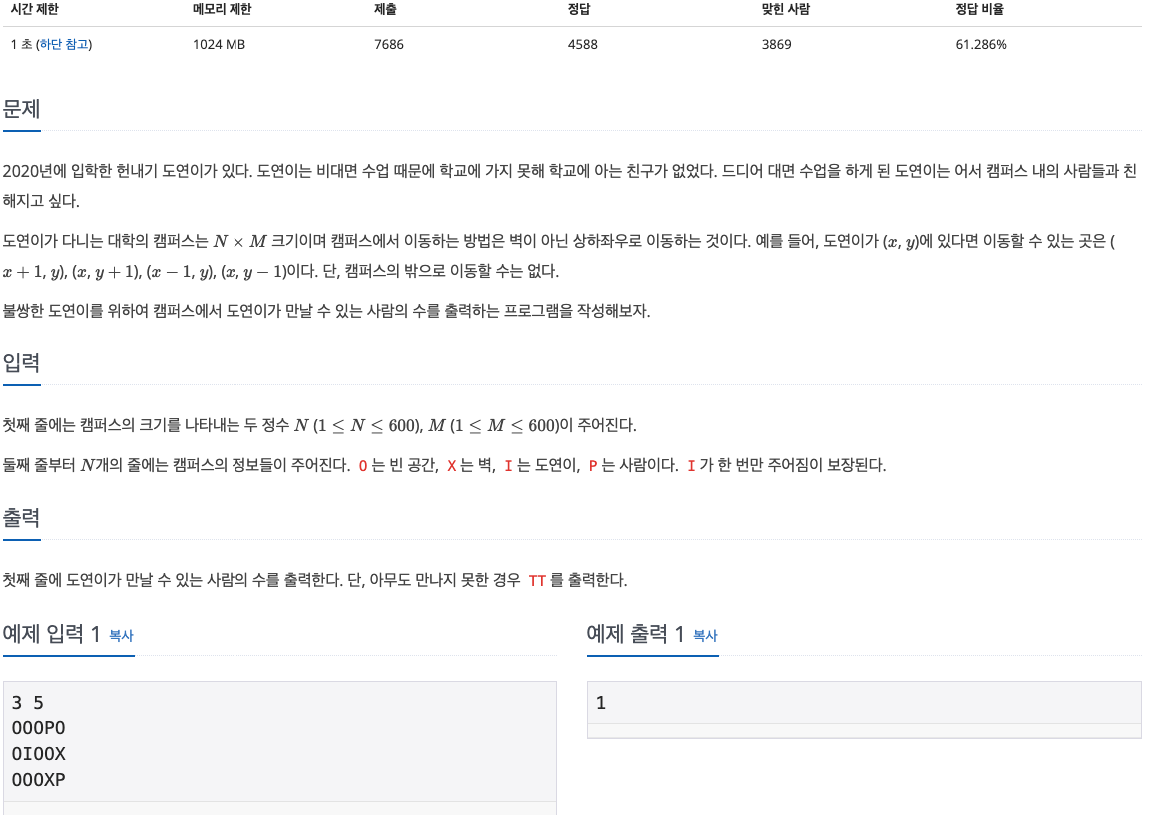 시간 제한 메모리 제한 제출 정답 맞힌 사람 정답 비율
1 초 (하단 참고) 1024 MB 7686 4588 3869 61.286%
문제
2020년에 입학한 헌내기 도연이가 있다. 도연이는 비대면 수업 때문에 학교에 가지 못해 학교에 아는 친구가 없었다. 드디어 대면 수업을 하게 된 도연이는 어서 캠퍼스 내의 사람들과 친
해지고 싶다.
도연이가 다니는 대학의 캠퍼스는 N × M 크기이며 캠퍼스에서 이동하는 방법은 벽이 아닌 상하좌우로 이동하는 것이다. 예를 들어, 도연이가 (x, y)에 있다면 이동할 수 있는 곳은 (
x + 1, y), (x, y + 1), (x − 1, y), (x, y − 1)이다. 단, 캠퍼스의 밖으로 이동할 수는 없다.
불쌍한 도연이를 위하여 캠퍼스에서 도연이가 만날 수 있는 사람의 수를 출력하는 프로그램을 작성해보자.
입력
첫째 줄에는 캠퍼스의 크기를 나타내는 두 정수 N (1 ≤ N ≤ 600), M (1 ≤ M ≤ 600)이 주어진다.
둘째 줄부터 N개의 줄에는 캠퍼스의 정보들이 주어진다. O 는 빈 공간, X 는 벽, I 는 도연이, P 는 사람이다. I 가 한 번만 주어짐이 보장된다.
출력
첫째 줄에 도연이가 만날 수 있는 사람의 수를 출력한다. 단, 아무도 만나지 못한 경우 TT 를 출력한다.
예제 입력 1 복사
3 5
OOOPO
OIOOX
OOOXP
예제 출력 1 복사
1